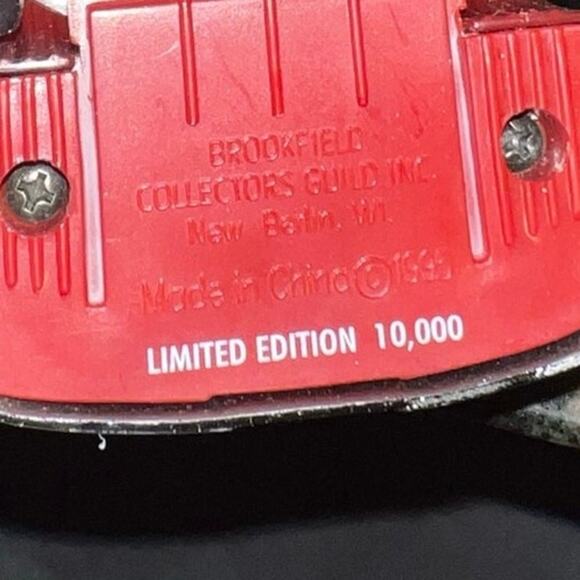 BROOKFIELD
COLLECTORS GUILD INC.
New Berlin, WI.
Made in China © 1995
LIMITED EDITION 10,000